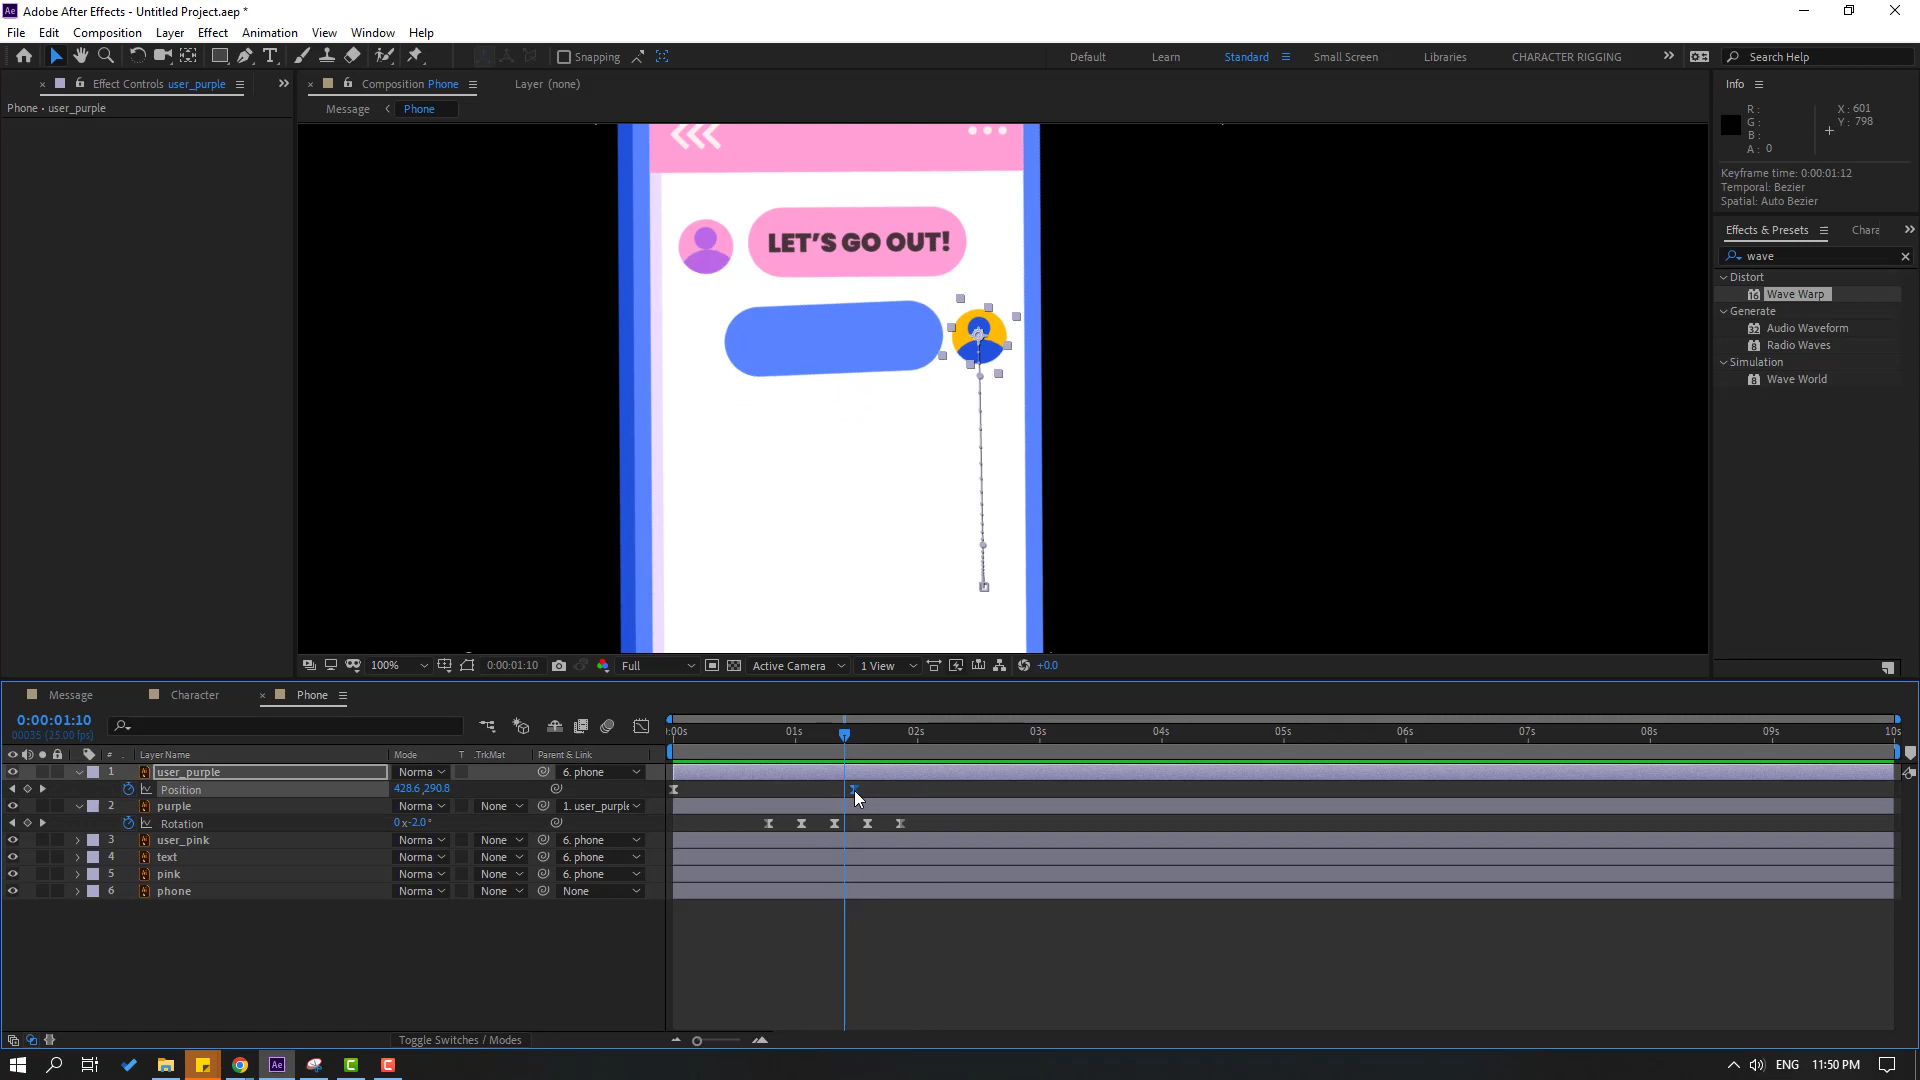 Adobe After Effects - Untitled Project.aep *
File Edit Composition Layer Effect Animation View Window Help
Snapping
Default Learn Standard Small Screen Libraries CHARACTER RIGGING Search Help
Effect Controls user_purple
Phone • user_purple
Composition Phone
Layer (none)
Message Phone
LET'S GO OUT!
Info
R :
G :
B :
A : 0
X : 601
Y : 798
Keyframe time: 0:00:01:12
Temporal: Bezier
Spatial: Auto Bezier
Effects & Presets Chara
wave
Distort
Wave Warp
Generate
Audio Waveform
Radio Waves
Simulation
Wave World
100% 0:00:01:10 Full Active Camera 1 View +0.0
Message Character Phone
0:00:01:10
00035 (25.00 fps)
# Layer Name Mode T .TrkMat Parent & Link
:00s 01s 02s 03s 04s 05s 06s 07s 08s 09s 10s
1 user_purple Norma 6. phone
Position 428.6,290.8
2 purple Norma None 1. user_purple
Rotation 0x-2.0°
3 user_pink Norma None 6. phone
4 text Norma None 6. phone
5 pink Norma None 6. phone
6 phone Norma None None
Toggle Switches / Modes
ENG 11:50 PM